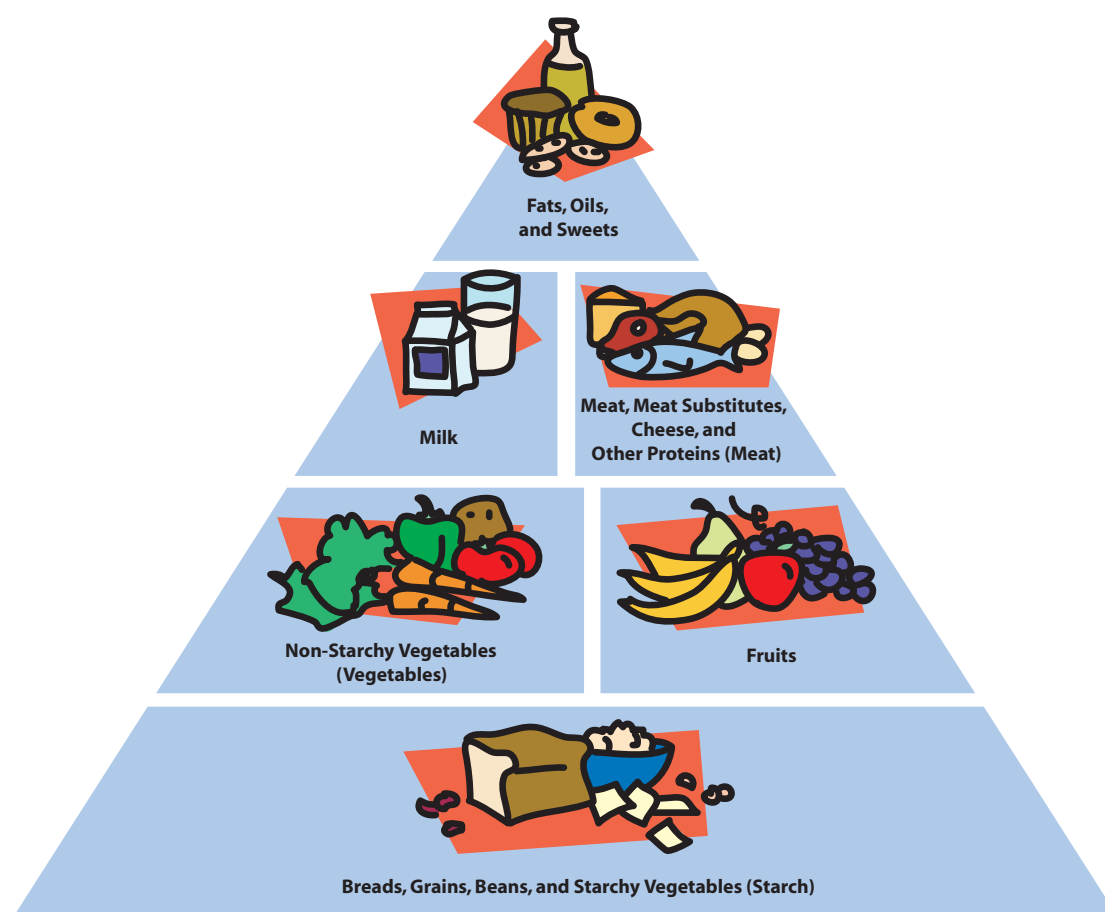 Fats, Oils,
and Sweets
Milk
Meat, Meat Substitutes,
Cheese, and
Other Proteins (Meat)
Non-Starchy Vegetables
(Vegetables)
Fruits
Breads, Grains, Beans, and Starchy Vegetables (Starch)